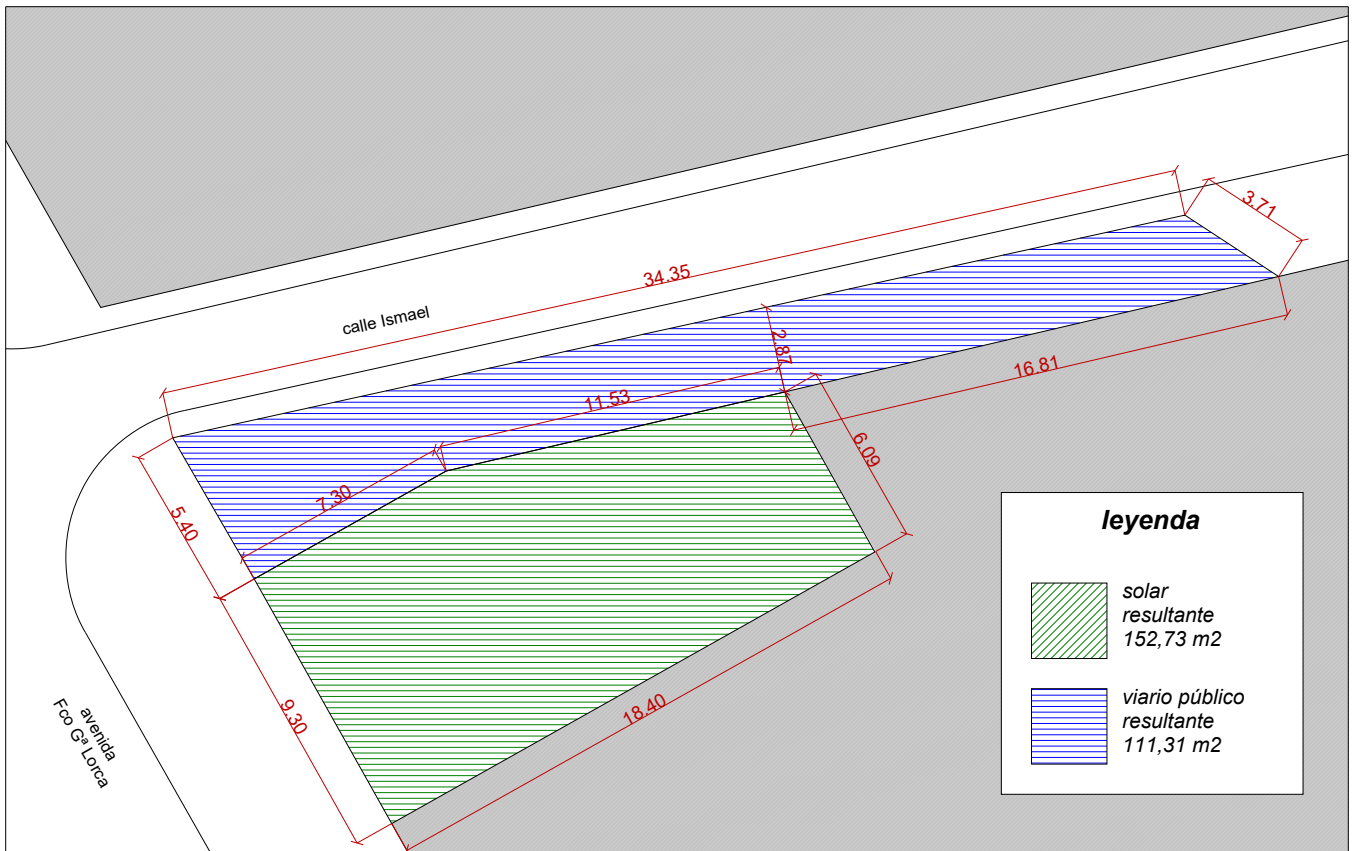 3.71
34.35
calle Ismael
2.87
16.81
11.53
6.09
7.30
5.40
9.30
18.40
avenida
Fco Gª Lorca
leyenda
solar
resultante
152,73 m2
viario público
resultante
111,31 m2